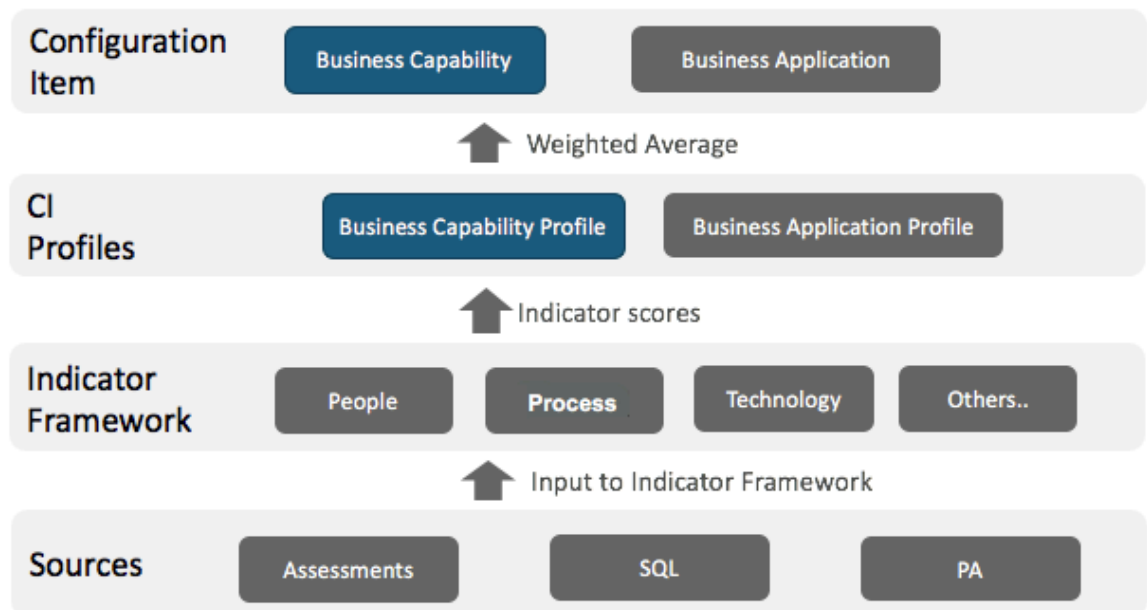 Configuration
Item
Business Capability
Business Application
Weighted Average
CI
Profiles
Business Capability Profile
Business Application Profile
Indicator scores
Indicator
Framework
People
Process
Technology
Others..
Input to Indicator Framework
Sources
Assessments
SQL
PA